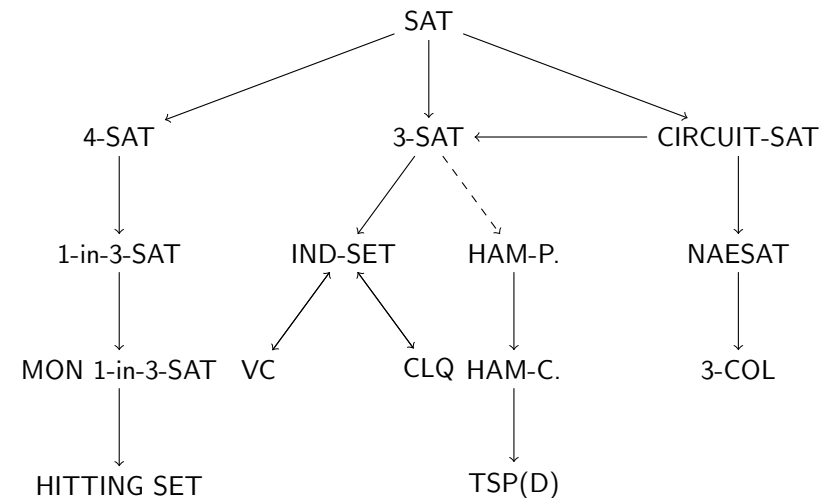 SAT
4-SAT 3-SAT CIRCUIT-SAT
1-in-3-SAT IND-SET HAM-P. NAESAT
MON 1-in-3-SAT VC CLQ HAM-C. 3-COL
HITTING SET TSP(D)